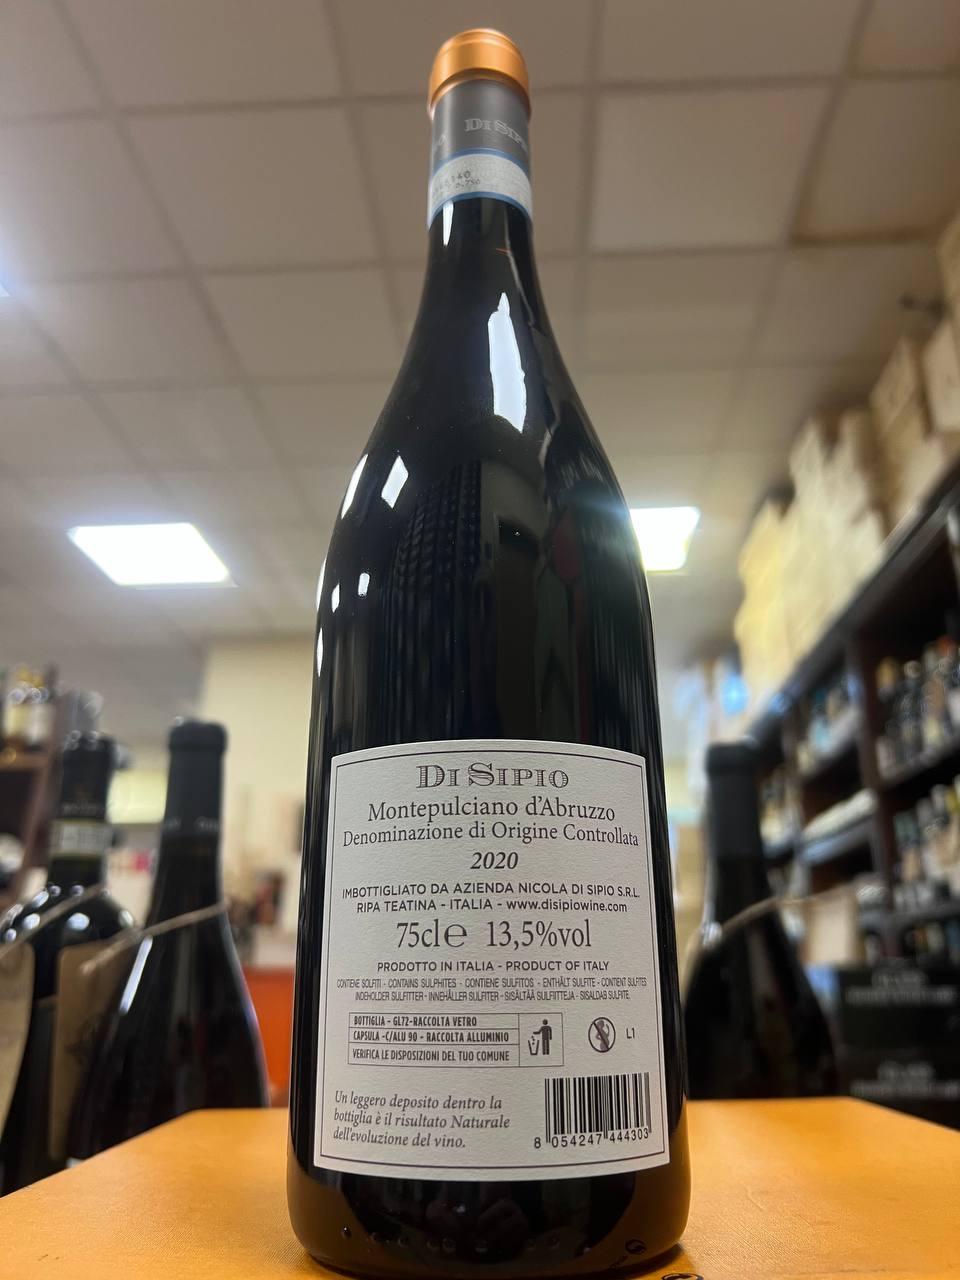 DI SIPIO
DI SIPIO
Montepulciano d'Abruzzo
Denominazione di Origine Controllata
2020
IMBOTTIGLIATO DA AZIENDA NICOLA DI SIPIO S.R.L.
RIPA TEATINA - ITALIA - www.disipiowine.com
75cl℮ 13,5%vol
PRODOTTO IN ITALIA - PRODUCT OF ITALY
CONTIENE SOLFITI - CONTAINS SULPHITES - CONTIENE SULFITOS - ENTHÄLT SULFITE - CONTENT SULFITES
INDEHOLDER SULFITTER - INNEHÅLLER SULFITER - SISÄLTÄÄ SULFIITTEJA - SISALDAB SULFITE,
BOTTIGLIA - GL72-RACCOLTA VETRO
CAPSULA -C/ALU 90 - RACCOLTA ALLUMINIO
VERIFICA LE DISPOSIZIONI DEL TUO COMUNE
L1
Un leggero deposito dentro la
bottiglia è il risultato Naturale
dell'evoluzione del vino.
8 054247 444303